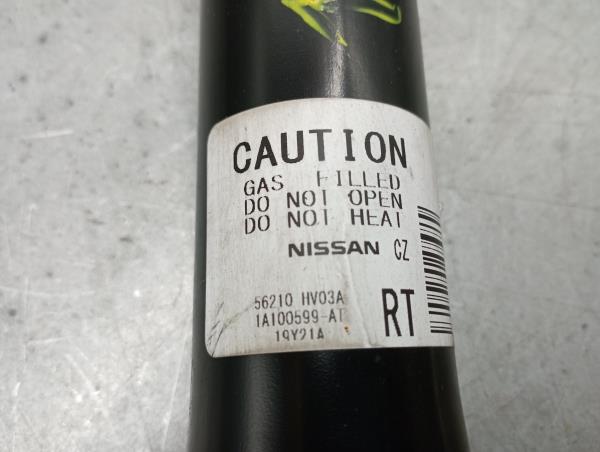 CAUTION
GAS FILLED
DO NOT OPEN
DO NOT HEAT
NISSAN CZ
56210 HV03A
1A100599-AT
19Y21A
RT